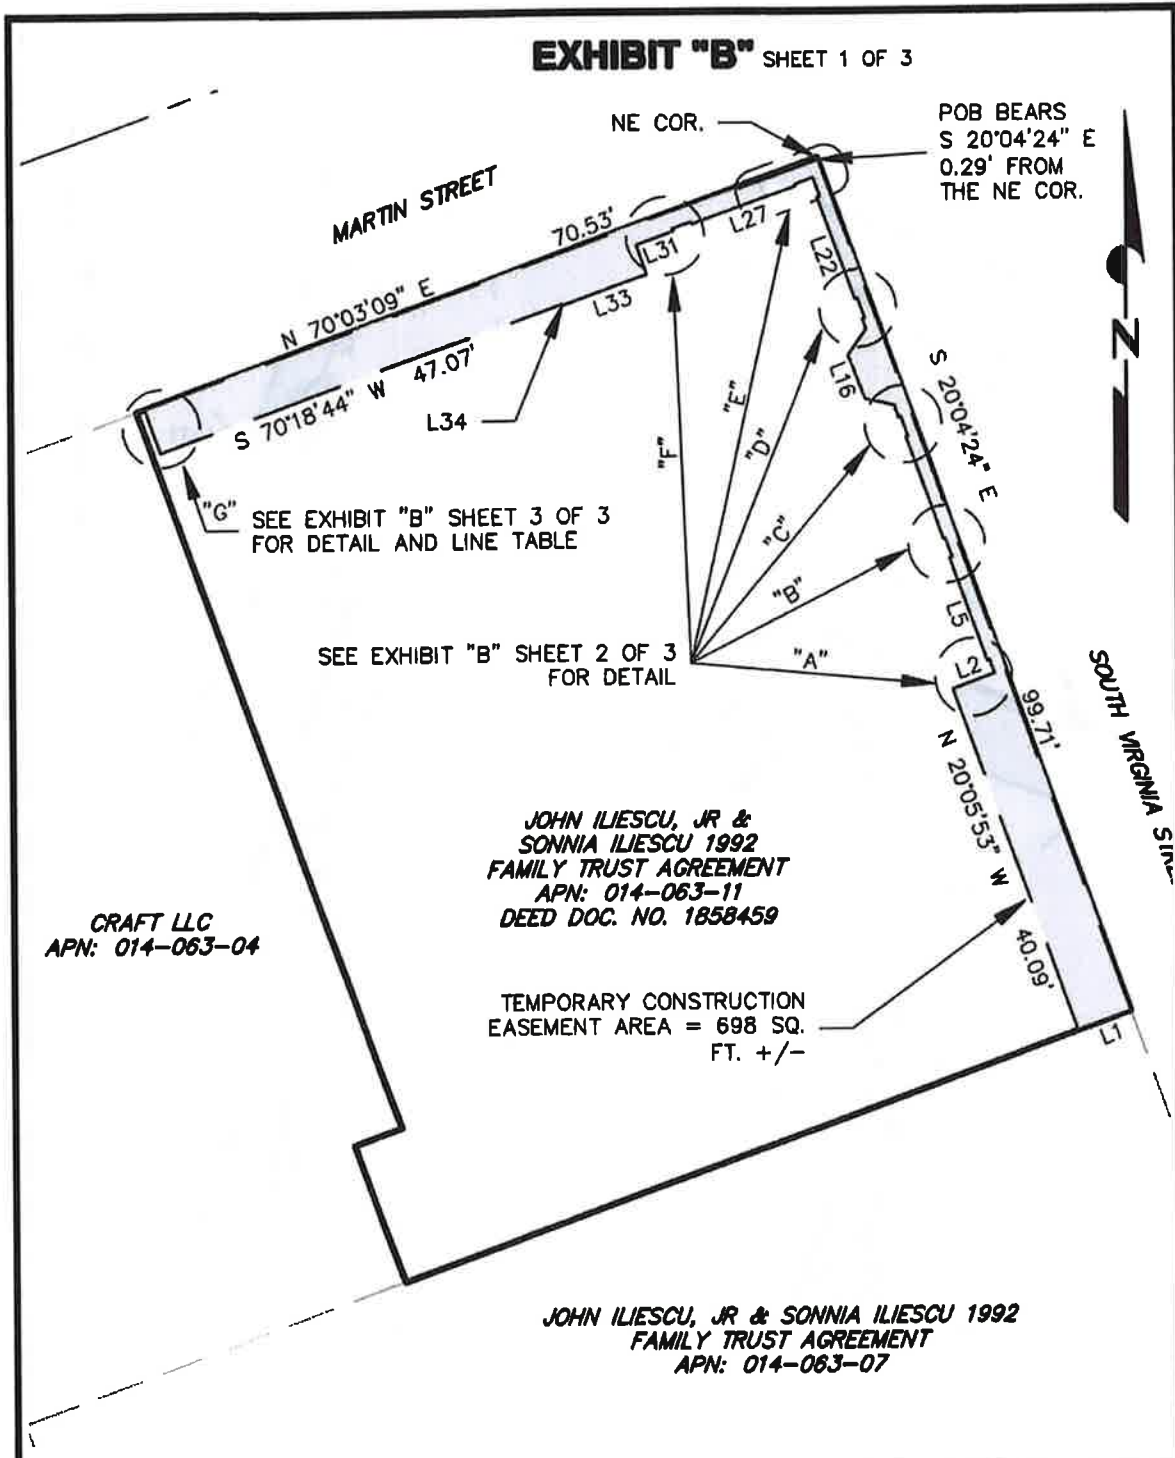 EXHIBIT "B" SHEET 1 OF 3
NE COR.
POB BEARS
S 20°04'24" E
0.29' FROM
THE NE COR.
MARTIN STREET
70.53'
N 70°03'09" E
L27
L31
L22
L33
S 70°18'44" W 47.07'
L34
L16
S 20°04'24" E
N
"E"
"F"
"D"
"G"
SEE EXHIBIT "B" SHEET 3 OF 3
FOR DETAIL AND LINE TABLE
"C"
"B"
L5
SEE EXHIBIT "B" SHEET 2 OF 3
FOR DETAIL
"A"
L2
99.71'
SOUTH VIRGINIA
N 20°05'53" W
40.09'
JOHN ILIESCU, JR &
SONNIA ILIESCU 1992
FAMILY TRUST AGREEMENT
APN: 014-063-11
DEED DOC. NO. 1858459
CRAFT LLC
APN: 014-063-04
TEMPORARY CONSTRUCTION
EASEMENT AREA = 698 SQ.
FT. +/-
L1
JOHN ILIESCU, JR & SONNIA ILIESCU 1992
FAMILY TRUST AGREEMENT
APN: 014-063-07